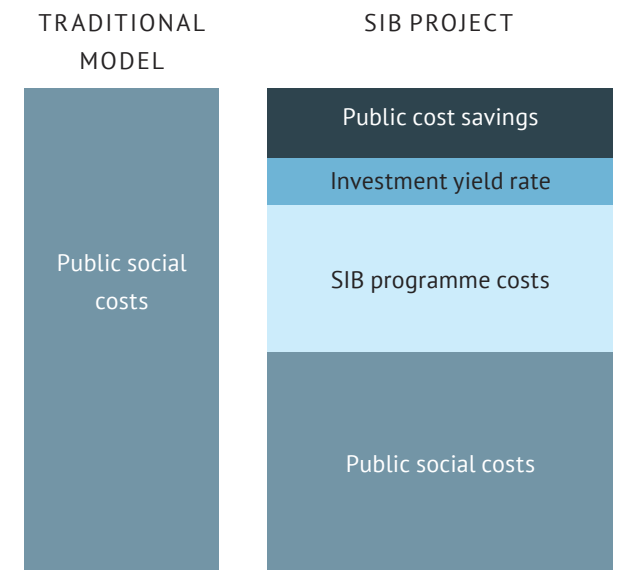 TRADITIONAL
MODEL
Public social
costs
SIB PROJECT
Public cost savings
Investment yield rate
SIB programme costs
Public social costs